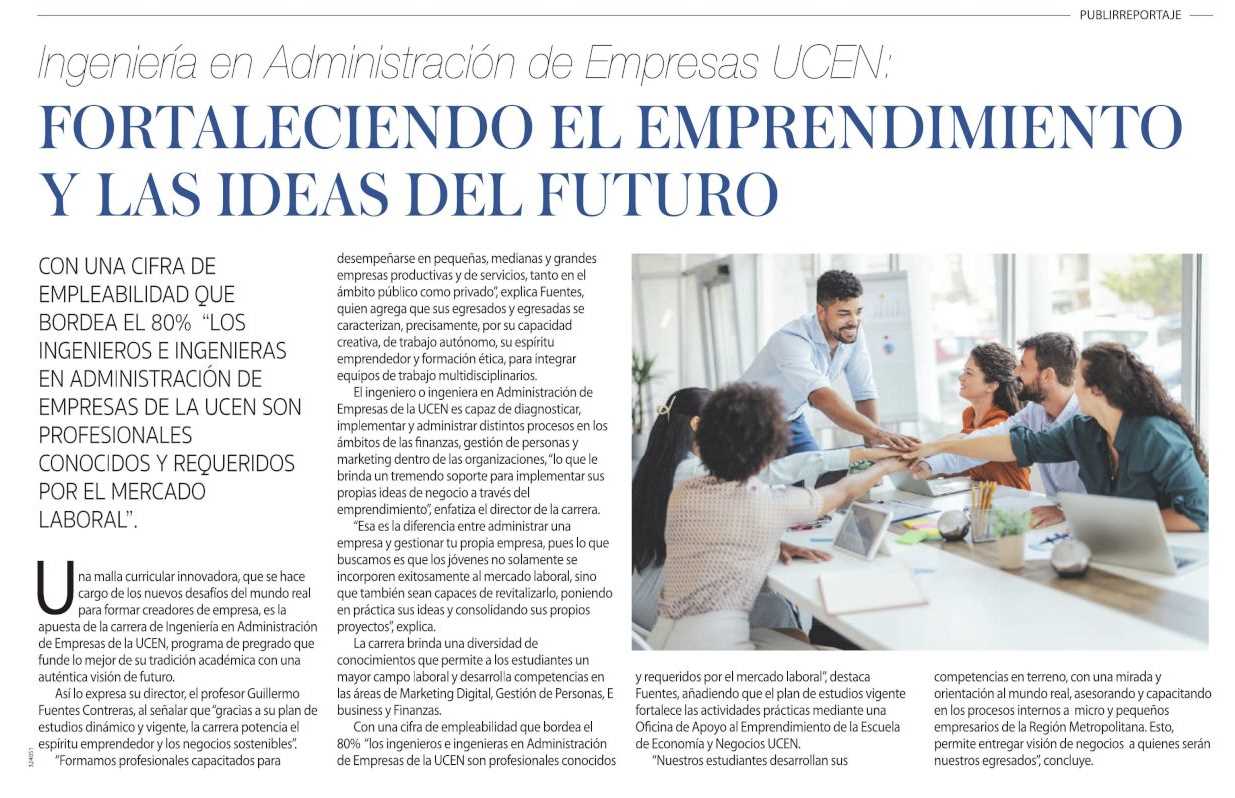 PUBLIRREPORTAJE
Ingeniería en Administración de Empresas UCEN:
FORTALECIENDO EL EMPRENDIMIENTO
Y LAS IDEAS DEL FUTURO
CON UNA CIFRA DE
EMPLEABILIDAD QUE
BORDEA EL 80% “LOS
INGENIEROS E INGENIERAS
EN ADMINISTRACIÓN DE
EMPRESAS DE LA UCEN SON
PROFESIONALES
CONOCIDOS Y REQUERIDOS
POR EL MERCADO
LABORAL”.
Una malla curricular innovadora, que se hace
cargo de los nuevos desafíos del mundo real
para formar creadores de empresa, es la
apuesta de la carrera de Ingeniería en Administración
de Empresas de la UCEN, programa de pregrado que
funde lo mejor de su tradición académica con una
auténtica visión de futuro.
Así lo expresa su director, el profesor Guillermo
Fuentes Contreras, al señalar que “gracias a su plan de
estudios dinámico y vigente, la carrera potencia el
espíritu emprendedor y los negocios sostenibles”.
“Formamos profesionales capacitados para
desempeñarse en pequeñas, medianas y grandes
empresas productivas y de servicios, tanto en el
ámbito público como privado”, explica Fuentes,
quien agrega que sus egresados y egresadas se
caracterizan, precisamente, por su capacidad
creativa, de trabajo autónomo, su espíritu
emprendedor y formación ética, para integrar
equipos de trabajo multidisciplinarios.
El ingeniero o ingeniera en Administración de
Empresas de la UCEN es capaz de diagnosticar,
implementar y administrar distintos procesos en los
ámbitos de las finanzas, gestión de personas y
marketing dentro de las organizaciones, “lo que le
brinda un tremendo soporte para implementar sus
propias ideas de negocio a través del
emprendimiento”, enfatiza el director de la carrera.
“Esa es la diferencia entre administrar una
empresa y gestionar tu propia empresa, pues lo que
buscamos es que los jóvenes no solamente se
incorporen exitosamente al mercado laboral, sino
que también sean capaces de revitalizarlo, poniendo
en práctica sus ideas y consolidando sus propios
proyectos”, explica.
La carrera brinda una diversidad de
conocimientos que permite a los estudiantes un
mayor campo laboral y desarrolla competencias en
las áreas de Marketing Digital, Gestión de Personas, E
business y Finanzas.
Con una cifra de empleabilidad que bordea el
80% “los ingenieros e ingenieras en Administración
de Empresas de la UCEN son profesionales conocidos
y requeridos por el mercado laboral”, destaca
Fuentes, añadiendo que el plan de estudios vigente
fortalece las actividades prácticas mediante una
Oficina de Apoyo al Emprendimiento de la Escuela
de Economía y Negocios UCEN.
“Nuestros estudiantes desarrollan sus
competencias en terreno, con una mirada y
orientación al mundo real, asesorando y capacitando
en los procesos internos a micro y pequeños
empresarios de la Región Metropolitana. Esto,
permite entregar visión de negocios a quienes serán
nuestros egresados”, concluye.